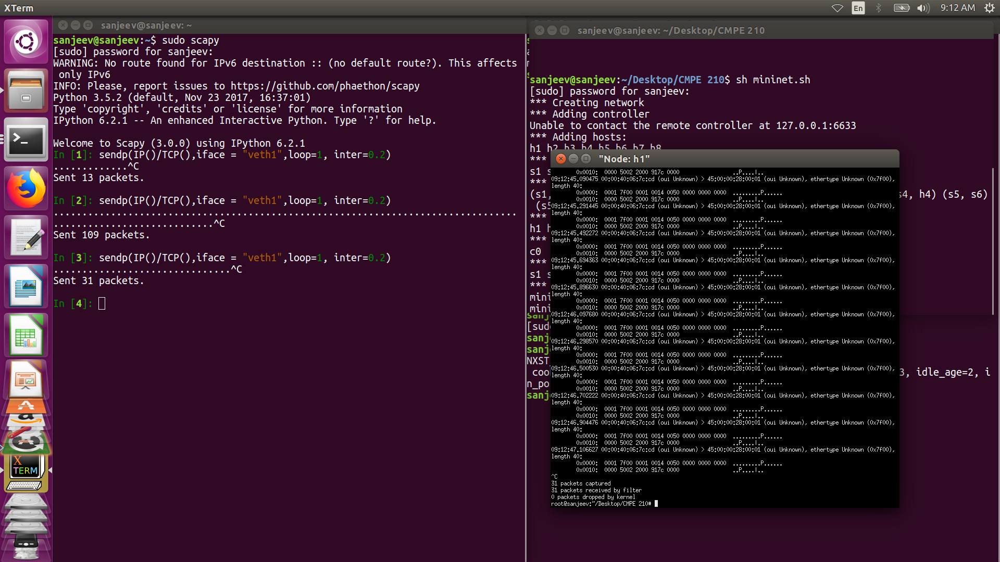 XTerm
En
9:12 AM
sanjeev@sanjeev: ~
sanjeev@sanjeev:~$ sudo scapy
[sudo] password for sanjeev:
WARNING: No route found for IPv6 destination :: (no default route?). This affects
only IPv6
INFO: Please, report issues to https://github.com/phaethon/scapy
Python 3.5.2 (default, Nov 23 2017, 16:37:01)
Type 'copyright', 'credits' or 'license' for more information
IPython 6.2.1 -- An enhanced Interactive Python. Type '?' for help.
Welcome to Scapy (3.0.0) using IPython 6.2.1
In [1]: sendp(IP()/TCP(),iface = "veth1",loop=1, inter=0.2)
.............^C
Sent 13 packets.
In [2]: sendp(IP()/TCP(),iface = "veth1",loop=1, inter=0.2)
.................................................................................
............................^C
Sent 109 packets.
In [3]: sendp(IP()/TCP(),iface = "veth1",loop=1, inter=0.2)
...............................^C
Sent 31 packets.
In [4]:
sanjeev@sanjeev: ~/Desktop/CMPE 210
sanjeev@sanjeev:~/Desktop/CMPE 210$ sh mininet.sh
[sudo] password for sanjeev:
*** Creating network
*** Adding controller
Unable to contact the remote controller at 127.0.0.1:6633
*** Adding hosts:
h1 h2 h3 h4 h5 h6 h7 h8
***
s1 s
***
(s1, s4, h4) (s5, s6)
(s5
***
h1 h
***
c0
***
s1 s
***
mini
mini
sanj
[sud
sanj
sanj
NXST
coo 3, idle_age=2, i
n_po
sanj
"Node: h1"
0x0010: 0000 5002 2000 917c 0000 ..P....|..
09:12:45.090475 00:00:40:06:7c:cd (oui Unknown) > 45:00:00:28:00:01 (oui Unknown), ethertype Unknown (0x7f00),
length 40:
0x0000: 0001 7f00 0001 0014 0050 0000 0000 0000 .........P......
0x0010: 0000 5002 2000 917c 0000 ..P....|..
09:12:45.291445 00:00:40:06:7c:cd (oui Unknown) > 45:00:00:28:00:01 (oui Unknown), ethertype Unknown (0x7f00),
length 40:
0x0000: 0001 7f00 0001 0014 0050 0000 0000 0000 .........P......
0x0010: 0000 5002 2000 917c 0000 ..P....|..
09:12:45.492272 00:00:40:06:7c:cd (oui Unknown) > 45:00:00:28:00:01 (oui Unknown), ethertype Unknown (0x7f00),
length 40:
0x0000: 0001 7f00 0001 0014 0050 0000 0000 0000 .........P......
0x0010: 0000 5002 2000 917c 0000 ..P....|..
09:12:45.694363 00:00:40:06:7c:cd (oui Unknown) > 45:00:00:28:00:01 (oui Unknown), ethertype Unknown (0x7f00),
length 40:
0x0000: 0001 7f00 0001 0014 0050 0000 0000 0000 .........P......
0x0010: 0000 5002 2000 917c 0000 ..P....|..
09:12:45.896630 00:00:40:06:7c:cd (oui Unknown) > 45:00:00:28:00:01 (oui Unknown), ethertype Unknown (0x7f00),
length 40:
0x0000: 0001 7f00 0001 0014 0050 0000 0000 0000 .........P......
0x0010: 0000 5002 2000 917c 0000 ..P....|..
09:12:46.097680 00:00:40:06:7c:cd (oui Unknown) > 45:00:00:28:00:01 (oui Unknown), ethertype Unknown (0x7f00),
length 40:
0x0000: 0001 7f00 0001 0014 0050 0000 0000 0000 .........P......
0x0010: 0000 5002 2000 917c 0000 ..P....|..
09:12:46.298570 00:00:40:06:7c:cd (oui Unknown) > 45:00:00:28:00:01 (oui Unknown), ethertype Unknown (0x7f00),
length 40:
0x0000: 0001 7f00 0001 0014 0050 0000 0000 0000 .........P......
0x0010: 0000 5002 2000 917c 0000 ..P....|..
09:12:46.500530 00:00:40:06:7c:cd (oui Unknown) > 45:00:00:28:00:01 (oui Unknown), ethertype Unknown (0x7f00),
length 40:
0x0000: 0001 7f00 0001 0014 0050 0000 0000 0000 .........P......
0x0010: 0000 5002 2000 917c 0000 ..P....|..
09:12:46.702222 00:00:40:06:7c:cd (oui Unknown) > 45:00:00:28:00:01 (oui Unknown), ethertype Unknown (0x7f00),
length 40:
0x0000: 0001 7f00 0001 0014 0050 0000 0000 0000 .........P......
0x0010: 0000 5002 2000 917c 0000 ..P....|..
09:12:46.904476 00:00:40:06:7c:cd (oui Unknown) > 45:00:00:28:00:01 (oui Unknown), ethertype Unknown (0x7f00),
length 40:
0x0000: 0001 7f00 0001 0014 0050 0000 0000 0000 .........P......
0x0010: 0000 5002 2000 917c 0000 ..P....|..
09:12:47.106627 00:00:40:06:7c:cd (oui Unknown) > 45:00:00:28:00:01 (oui Unknown), ethertype Unknown (0x7f00),
length 40:
0x0000: 0001 7f00 0001 0014 0050 0000 0000 0000 .........P......
0x0010: 0000 5002 2000 917c 0000 ..P....|..
^C
31 packets captured
31 packets received by filter
0 packets dropped by kernel
root@sanjeev:~/Desktop/CMPE 210#
X
TERM